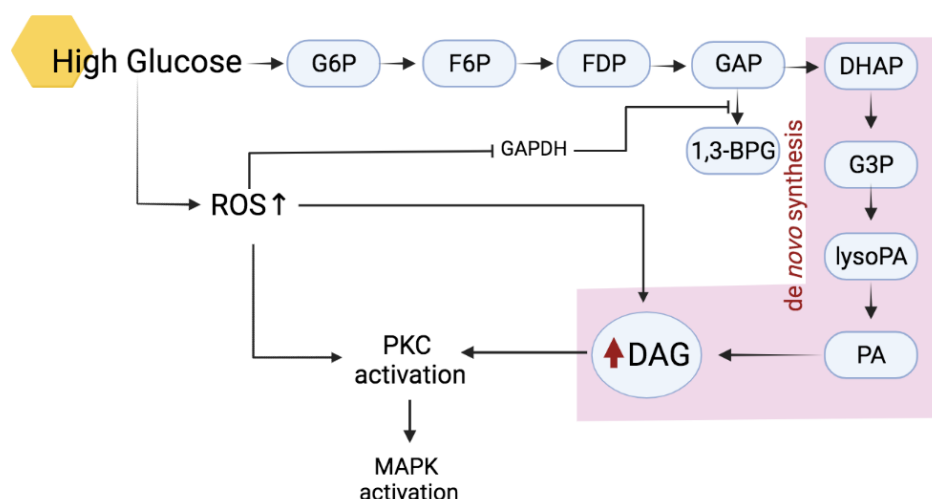 High Glucose
G6P
F6P
FDP
GAP
DHAP
GAPDH
1,3-BPG
G3P
ROS↑
de novo synthesis
lysoPA
PKC
activation
DAG
PA
MAPK
activation